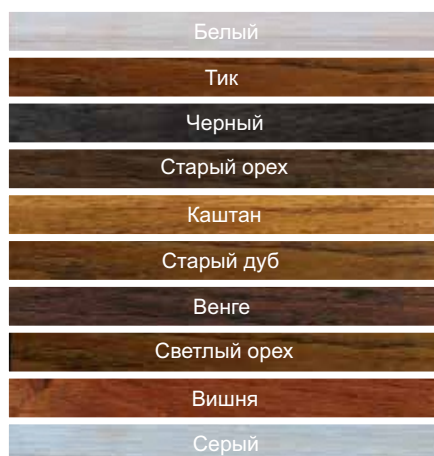 Белый
Тик
Черный
Старый орех
Каштан
Старый дуб
Венге
Светлый орех
Вишня
Серый